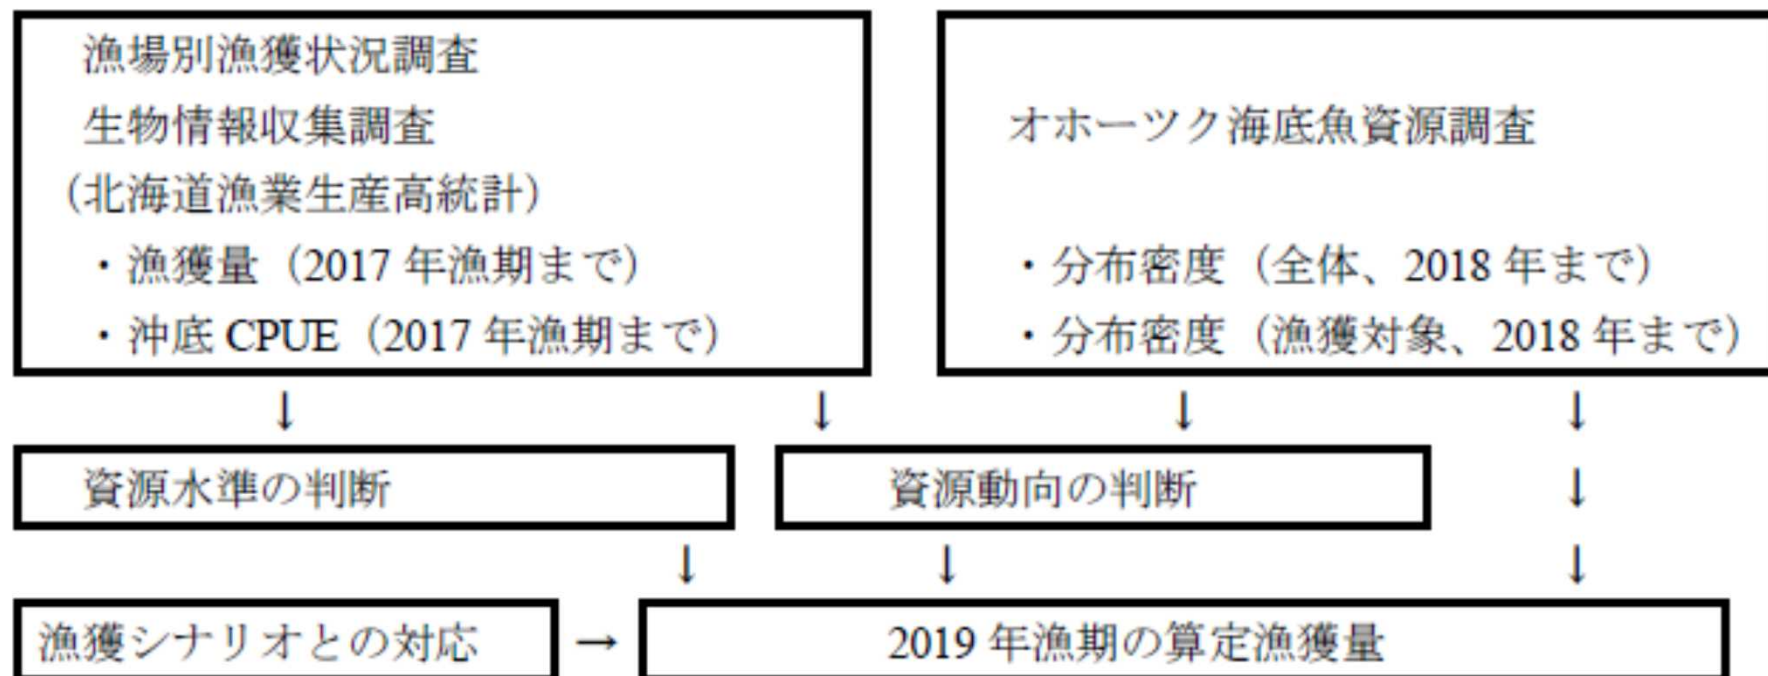 漁場別漁獲状況調査
生物情報収集調査
（北海道漁業生産高統計）
・漁獲量（2017 年漁期まで）
・沖底 CPUE（2017 年漁期まで）
オホーツク海底魚資源調査
・分布密度（全体、2018 年まで）
・分布密度（漁獲対象、2018 年まで）
↓ ↓ ↓ ↓
資源水準の判断
資源動向の判断
↓
↓ ↓ ↓
漁獲シナリオとの対応
→
2019 年漁期の算定漁獲量